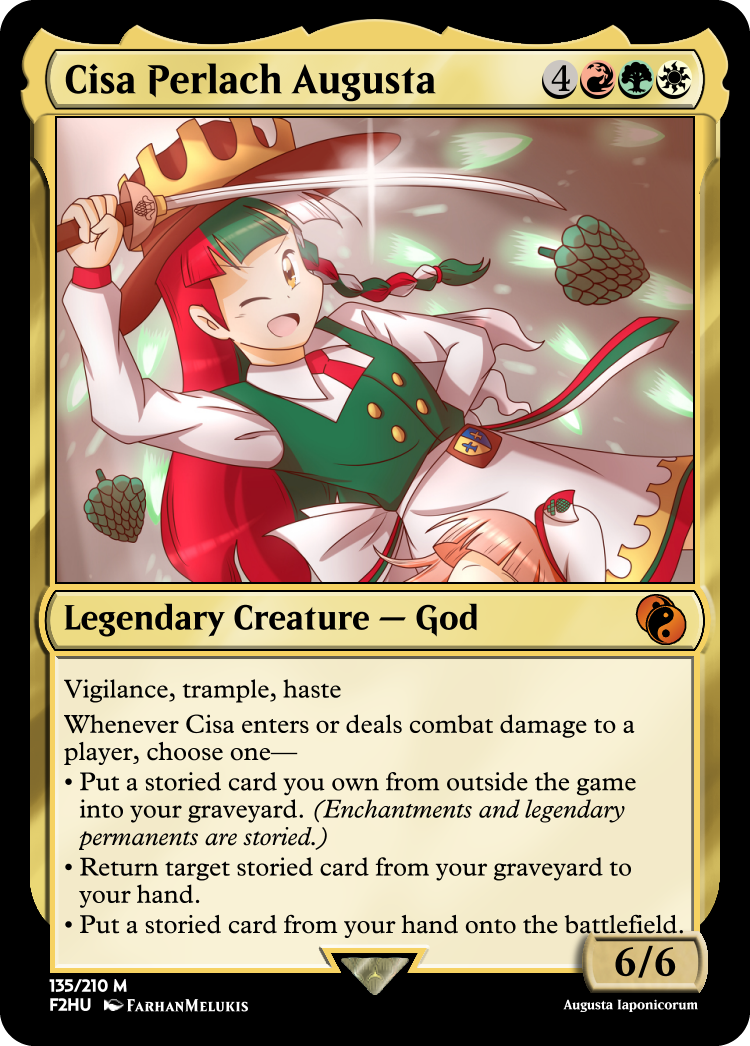 Cisa Perlach Augusta 4
Legendary Creature — God
Vigilance, trample, haste
Whenever Cisa enters or deals combat damage to a
player, choose one—
• Put a storied card you own from outside the game
into your graveyard. (Enchantments and legendary
permanents are storied.)
• Return target storied card from your graveyard to
your hand.
• Put a storied card from your hand onto the battlefield.
6/6
135/210 M
F2HU FarhanMelukis
Augusta Iaponicorum